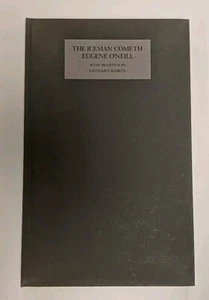 THE ICEMAN COMETH
EUGENE O'NEILL
WITH DRAWINGS BY
LEONARD BASKIN